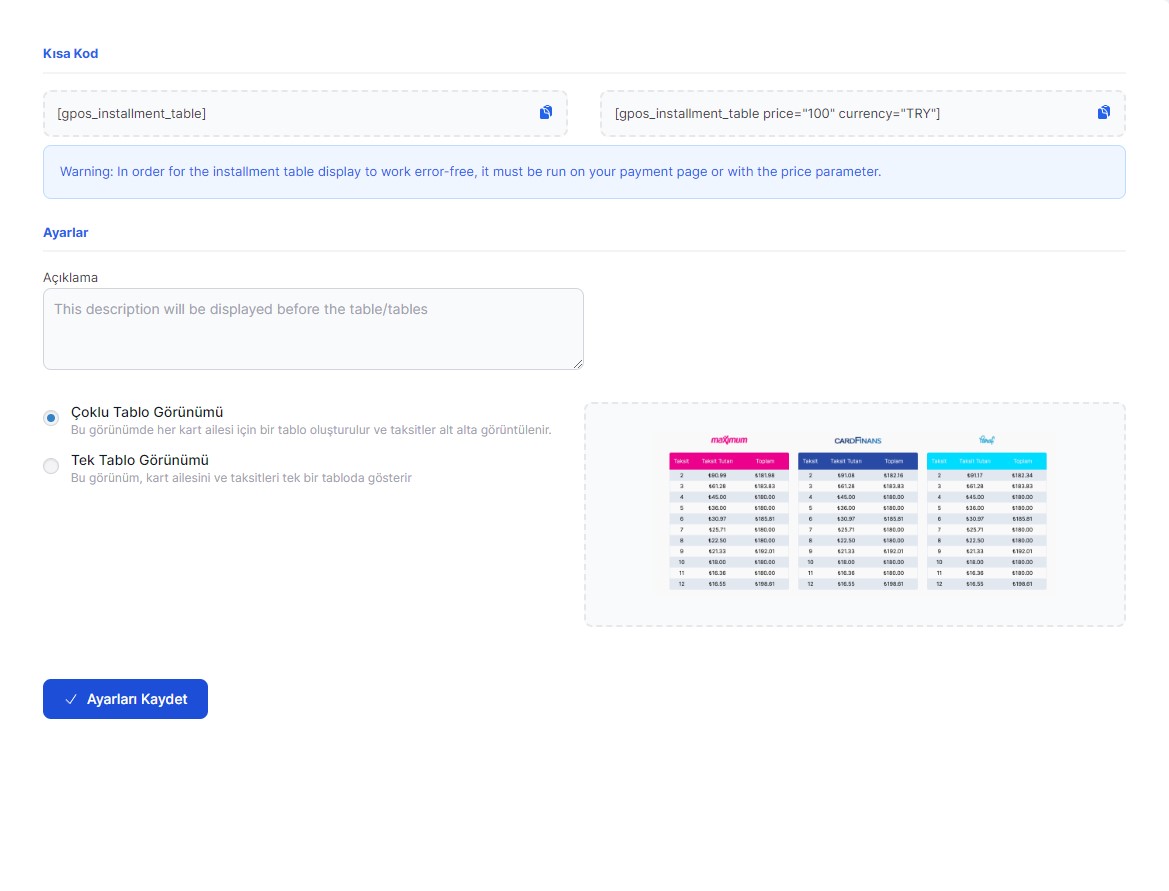 Kısa Kod
[gpos_installment_table]
[gpos_installment_table price="100" currency="TRY"]
Warning: In order for the installment table display to work error-free, it must be run on your payment page or with the price parameter.
Ayarlar
Açıklama
This description will be displayed before the table/tables
Çoklu Tablo Görünümü
Bu görünümde her kart ailesi için bir tablo oluşturulur ve taksitler alt alta görüntülenir.
Tek Tablo Görünümü
Bu görünüm, kart ailesini ve taksitleri tek bir tabloda gösterir
maximum CARDFINANS Paraf
Taksit Taksit Tutarı Toplam Taksit Taksit Tutarı Toplam Taksit Taksit Tutarı Toplam
2 ₺90.99 ₺181.98 2 ₺91.08 ₺182.16 2 ₺91.17 ₺182.34
3 ₺61.28 ₺183.83 3 ₺61.28 ₺183.83 3 ₺61.28 ₺183.83
4 ₺45.00 ₺180.00 4 ₺45.00 ₺180.00 4 ₺45.00 ₺180.00
5 ₺36.00 ₺180.00 5 ₺36.00 ₺180.00 5 ₺36.00 ₺180.00
6 ₺30.97 ₺185.81 6 ₺30.97 ₺185.81 6 ₺30.97 ₺185.81
7 ₺25.71 ₺180.00 7 ₺25.71 ₺180.00 7 ₺25.71 ₺180.00
8 ₺22.50 ₺180.00 8 ₺22.50 ₺180.00 8 ₺22.50 ₺180.00
9 ₺21.33 ₺192.01 9 ₺21.33 ₺192.01 9 ₺21.33 ₺192.01
10 ₺18.00 ₺180.00 10 ₺18.00 ₺180.00 10 ₺18.00 ₺180.00
11 ₺16.36 ₺180.00 11 ₺16.36 ₺180.00 11 ₺16.36 ₺180.00
12 ₺16.55 ₺198.61 12 ₺16.55 ₺198.61 12 ₺16.55 ₺198.61
Ayarları Kaydet